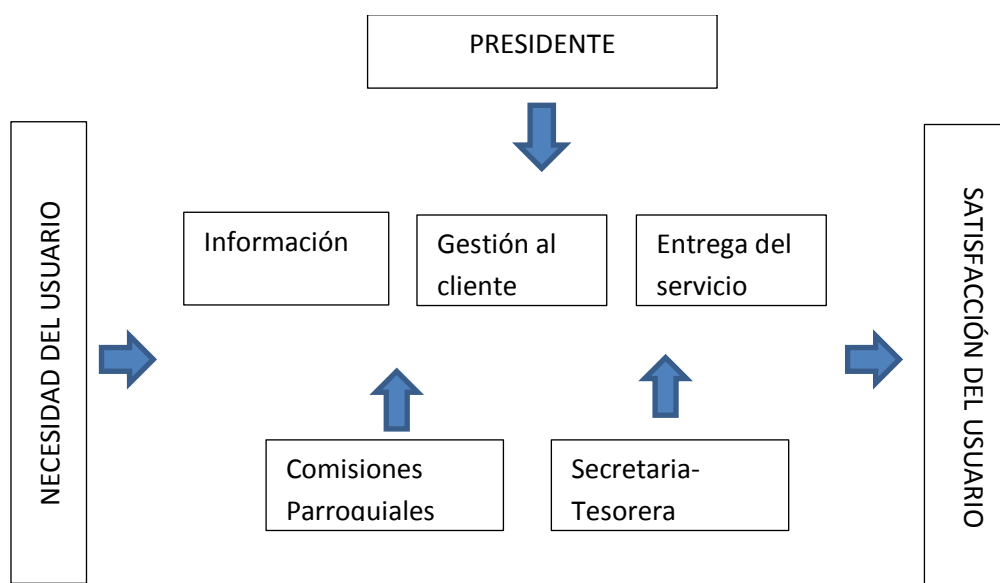 PRESIDENTE
NECESIDAD DEL USUARIO
Información
Gestión al
cliente
Entrega del
servicio
SATISFACCIÓN DEL USUARIO
Comisiones
Parroquiales
Secretaria-
Tesorera